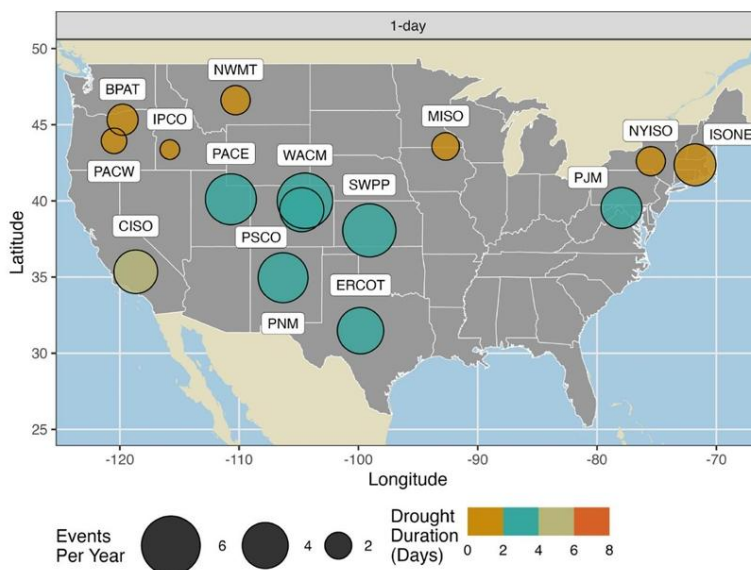 1-day
50
45
40
35
30
25
Latitude
NWMT
BPAT
IPCO
MISO
NYISO
ISONE
PACW
PACE
WACM
SWPP
PJM
CISO
PSCO
ERCOT
PNM
-120 -110 -100 -90 -80 -70
Longitude
Events
Per Year
6 4 2
Drought
Duration
(Days)
0 2 4 6 8